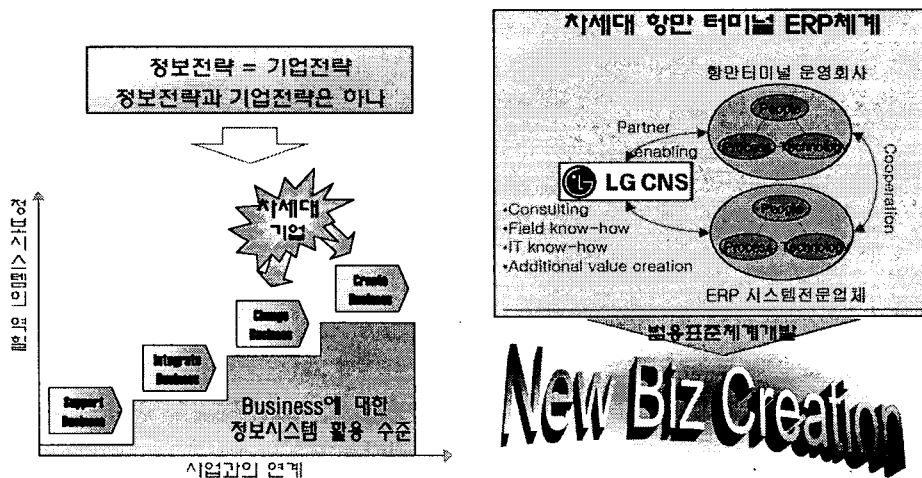 정보전략 = 기업전략
정보전략과 기업전략은 하나
차세대
기업
정보시스템의 역할
Support
Business
Integrate
Business
Change
Business
Create
Business
Business에 대한
정보시스템 활용 수준
사업과의 연계
차세대 항만 터미널 ERP체계
항만터미널 운영회사
People
Process
Technology
Partner
enabling
LG CNS
•Consulting
•Field know-how
•IT know-how
•Additional value creation
Cooperation
People
Process
Technology
ERP 시스템전문업체
범용표준체계개발
New Biz Creation